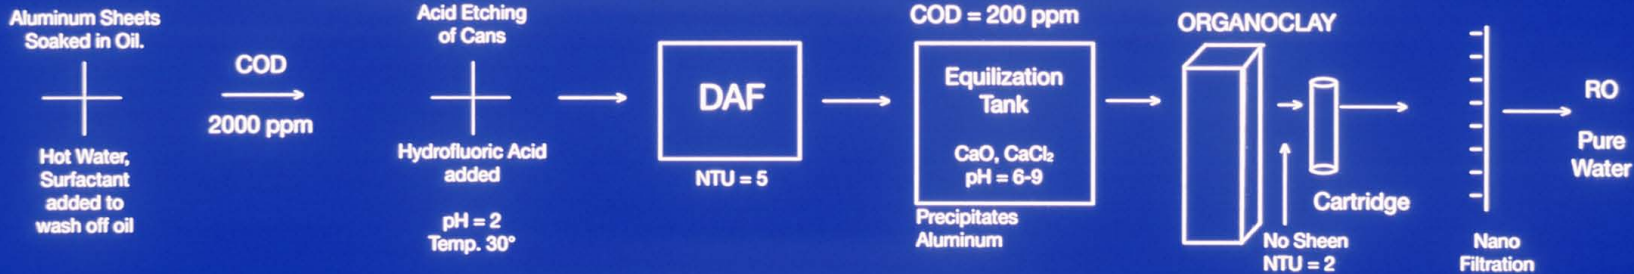 Aluminum Sheets
Soaked in Oil.
Hot Water,
Surfactant
added to
wash off oil
COD
2000 ppm
Acid Etching
of Cans
Hydrofluoric Acid
added
pH = 2
Temp. 30°
DAF
NTU = 5
COD = 200 ppm
Equilization
Tank
CaO, CaCl₂
pH = 6-9
Precipitates
Aluminum
ORGANOCLAY
No Sheen
NTU = 2
Cartridge
Nano
Filtration
RO
Pure
Water